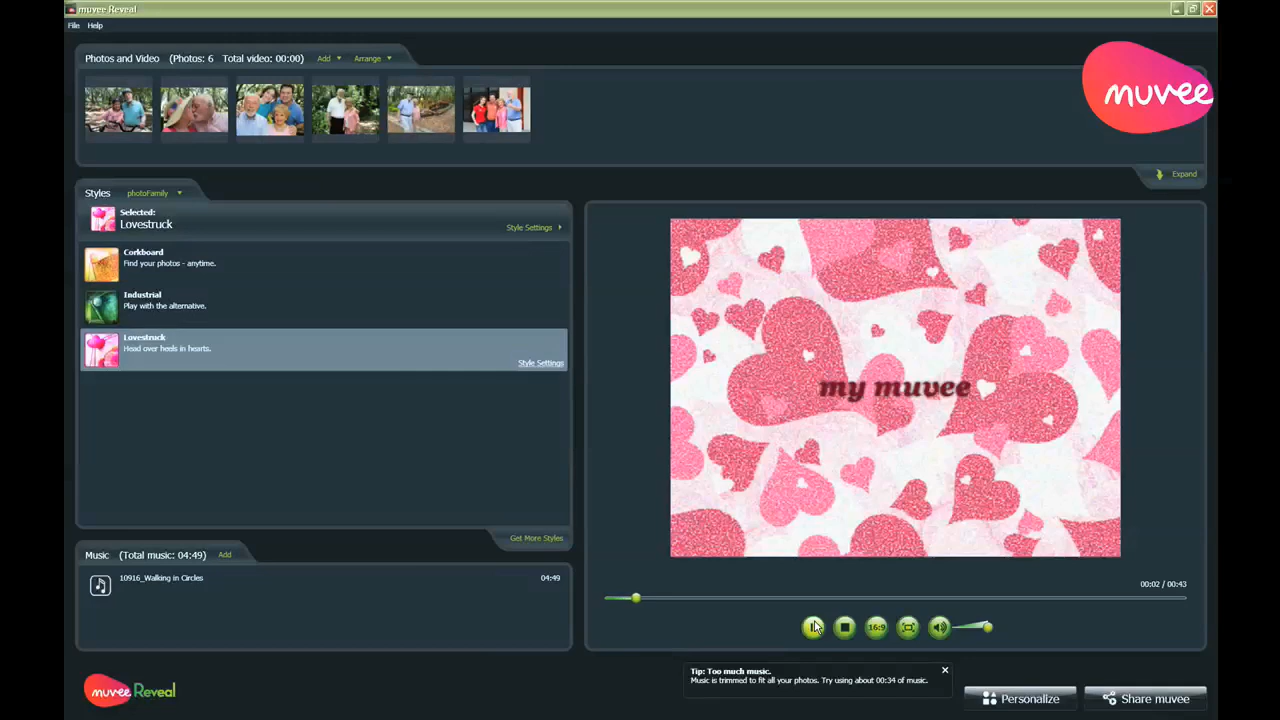 muvee Reveal
File Help
Photos and Video (Photos: 6 Total video: 00:00) Add Arrange
muvee
Expand
Styles photoFamily
Selected:
Lovestruck
Style Settings
Corkboard
Find your photos - anytime.
Industrial
Play with the alternative.
Lovestruck
Head over heels in hearts.
Style Settings
Get More Styles
my muvee
Music (Total music: 04:49) Add
10916_Walking in Circles 04:49
00:02 / 00:43
16:9
Tip: Too much music.
Music is trimmed to fit all your photos. Try using about 00:34 of music.
muvee Reveal
Personalize
Share muvee